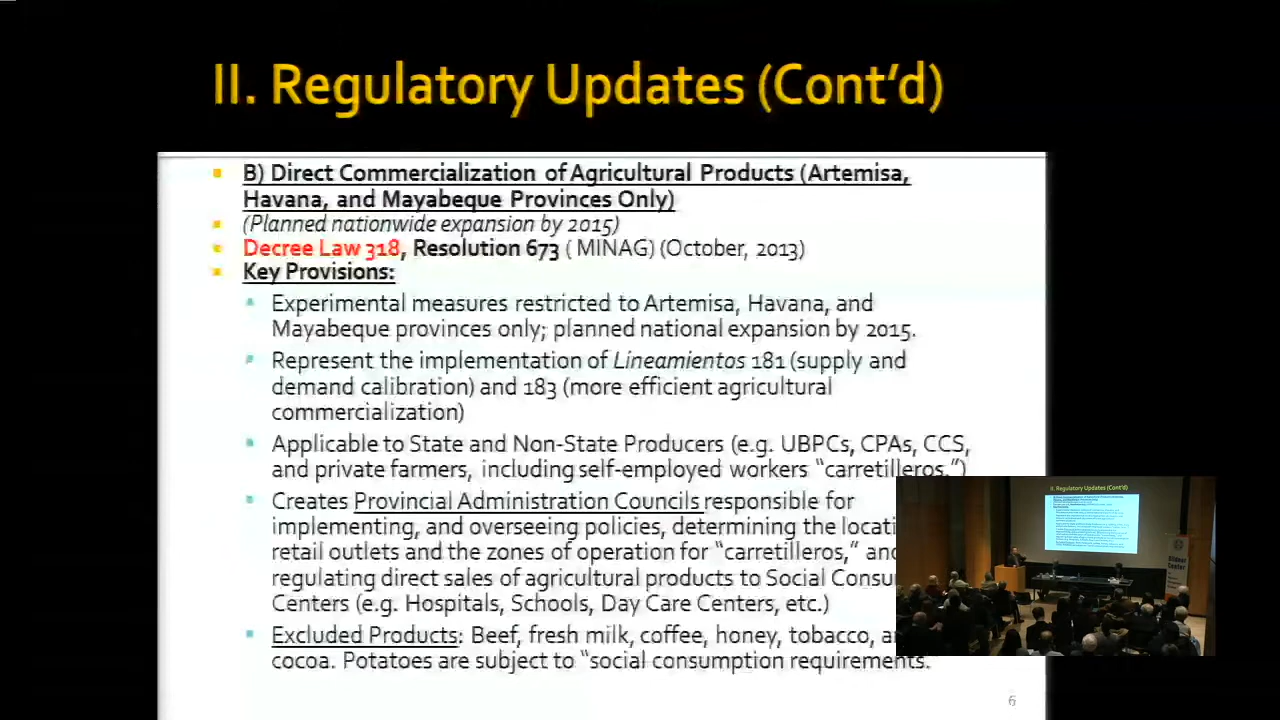 II. Regulatory Updates (Cont'd)
B) Direct Commercialization of Agricultural Products (Artemisa,
Havana, and Mayabeque Provinces Only)
(Planned nationwide expansion by 2015)
Decree Law 318, Resolution 673 ( MINAG) (October, 2013)
Key Provisions:
Experimental measures restricted to Artemisa, Havana, and
Mayabeque provinces only; planned national expansion by 2015.
Represent the implementation of Lineamientos 181 (supply and
demand calibration) and 183 (more efficient agricultural
commercialization)
Applicable to State and Non-State Producers (e.g. UBPCs, CPAs, CCS,
and private farmers, including self-employed workers "carretilleros,")
Creates Provincial Administration Councils responsible for
implementing, overseeing policies, determining the locati
retail outlets and the zones of operation for "carretilleros," and
regulating direct sales of agricultural products to Social Consu
Centers (e.g. Hospitals, Schools, Day Care Centers, etc.)
Excluded Products: Beef, fresh milk, coffee, honey, tobacco, an
cocoa. Potatoes are subject to "social consumption requirements.
6
II. Regulatory Updates (Cont'd)
Bildner
Center